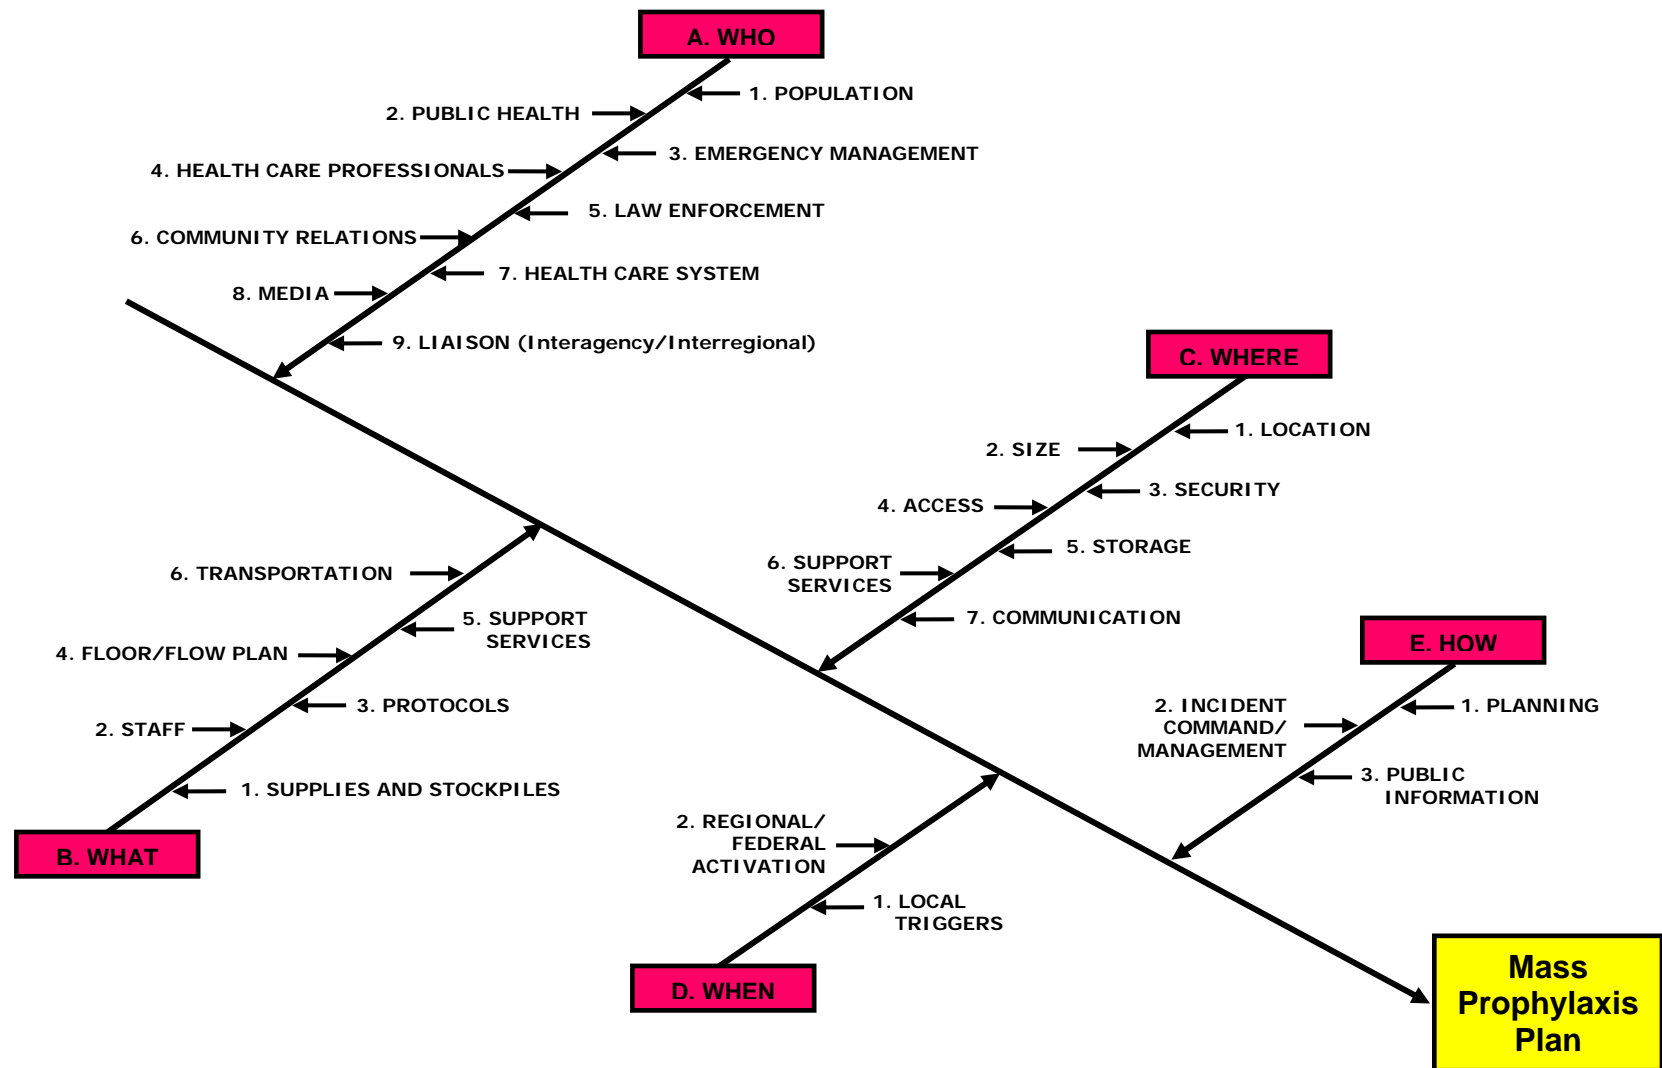 A. WHO
1. POPULATION
2. PUBLIC HEALTH
3. EMERGENCY MANAGEMENT
4. HEALTH CARE PROFESSIONALS
5. LAW ENFORCEMENT
6. COMMUNITY RELATIONS
7. HEALTH CARE SYSTEM
8. MEDIA
9. LIAISON (Interagency/Interregional)
C. WHERE
1. LOCATION
2. SIZE
3. SECURITY
4. ACCESS
5. STORAGE
6. SUPPORT
SERVICES
7. COMMUNICATION
6. TRANSPORTATION
5. SUPPORT
SERVICES
4. FLOOR/FLOW PLAN
3. PROTOCOLS
2. STAFF
1. SUPPLIES AND STOCKPILES
B. WHAT
E. HOW
1. PLANNING
2. INCIDENT
COMMAND/
MANAGEMENT
3. PUBLIC
INFORMATION
2. REGIONAL/
FEDERAL
ACTIVATION
1. LOCAL
TRIGGERS
D. WHEN
Mass
Prophylaxis
Plan